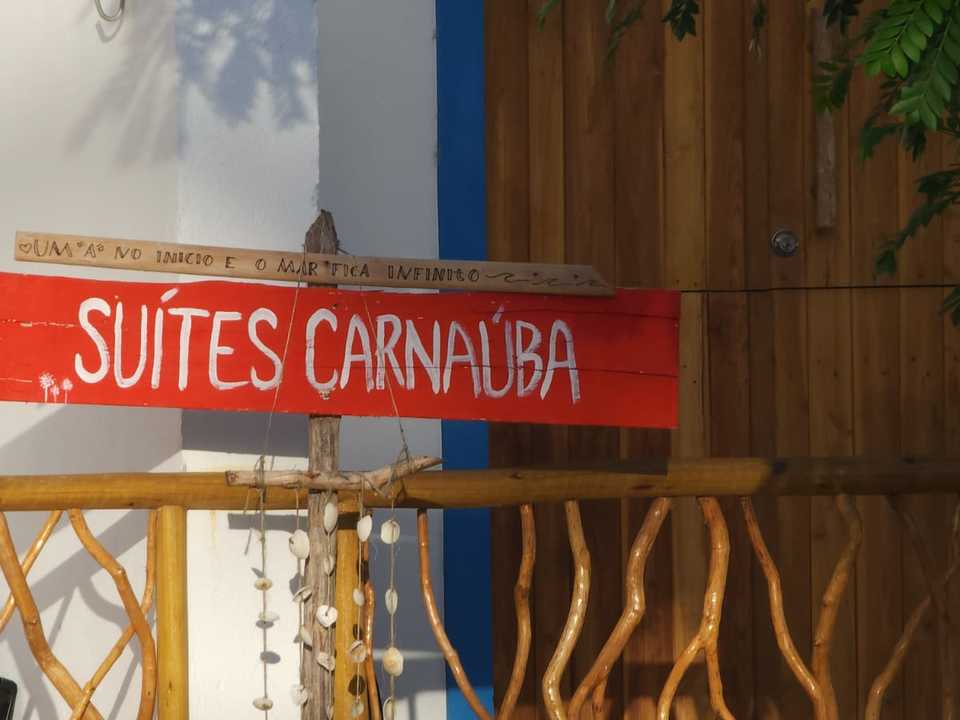 ♡UM "A" NO INICIO E O MAR FICA INFINITO
SUÍTES CARNAÚBA